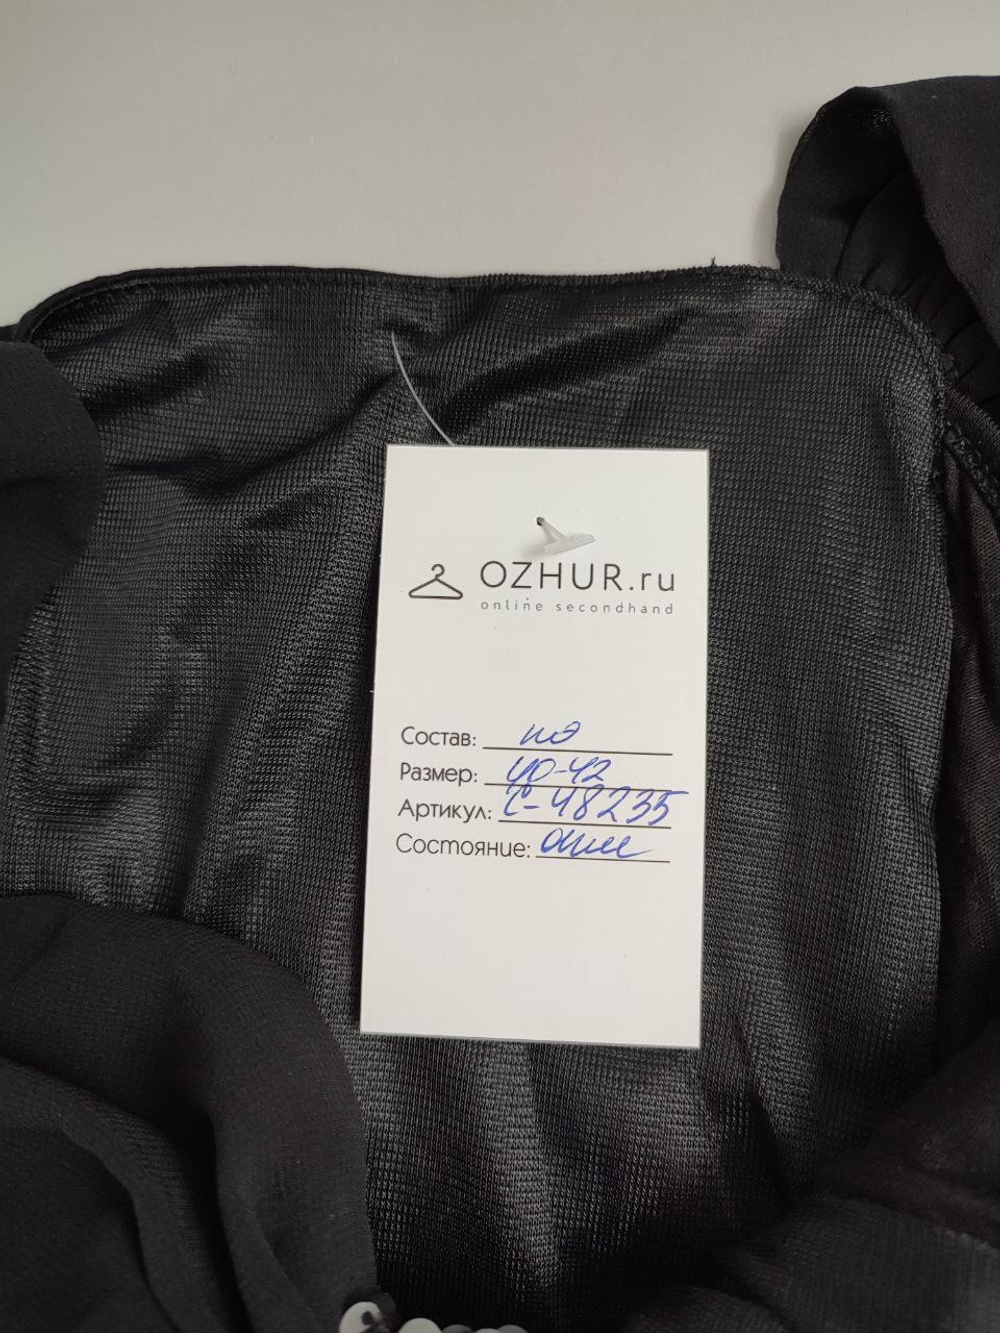 OZHUR.ru
online secondhand
Состав: пэ
Размер: 40-42
Артикул: С-48235
Состояние: отл